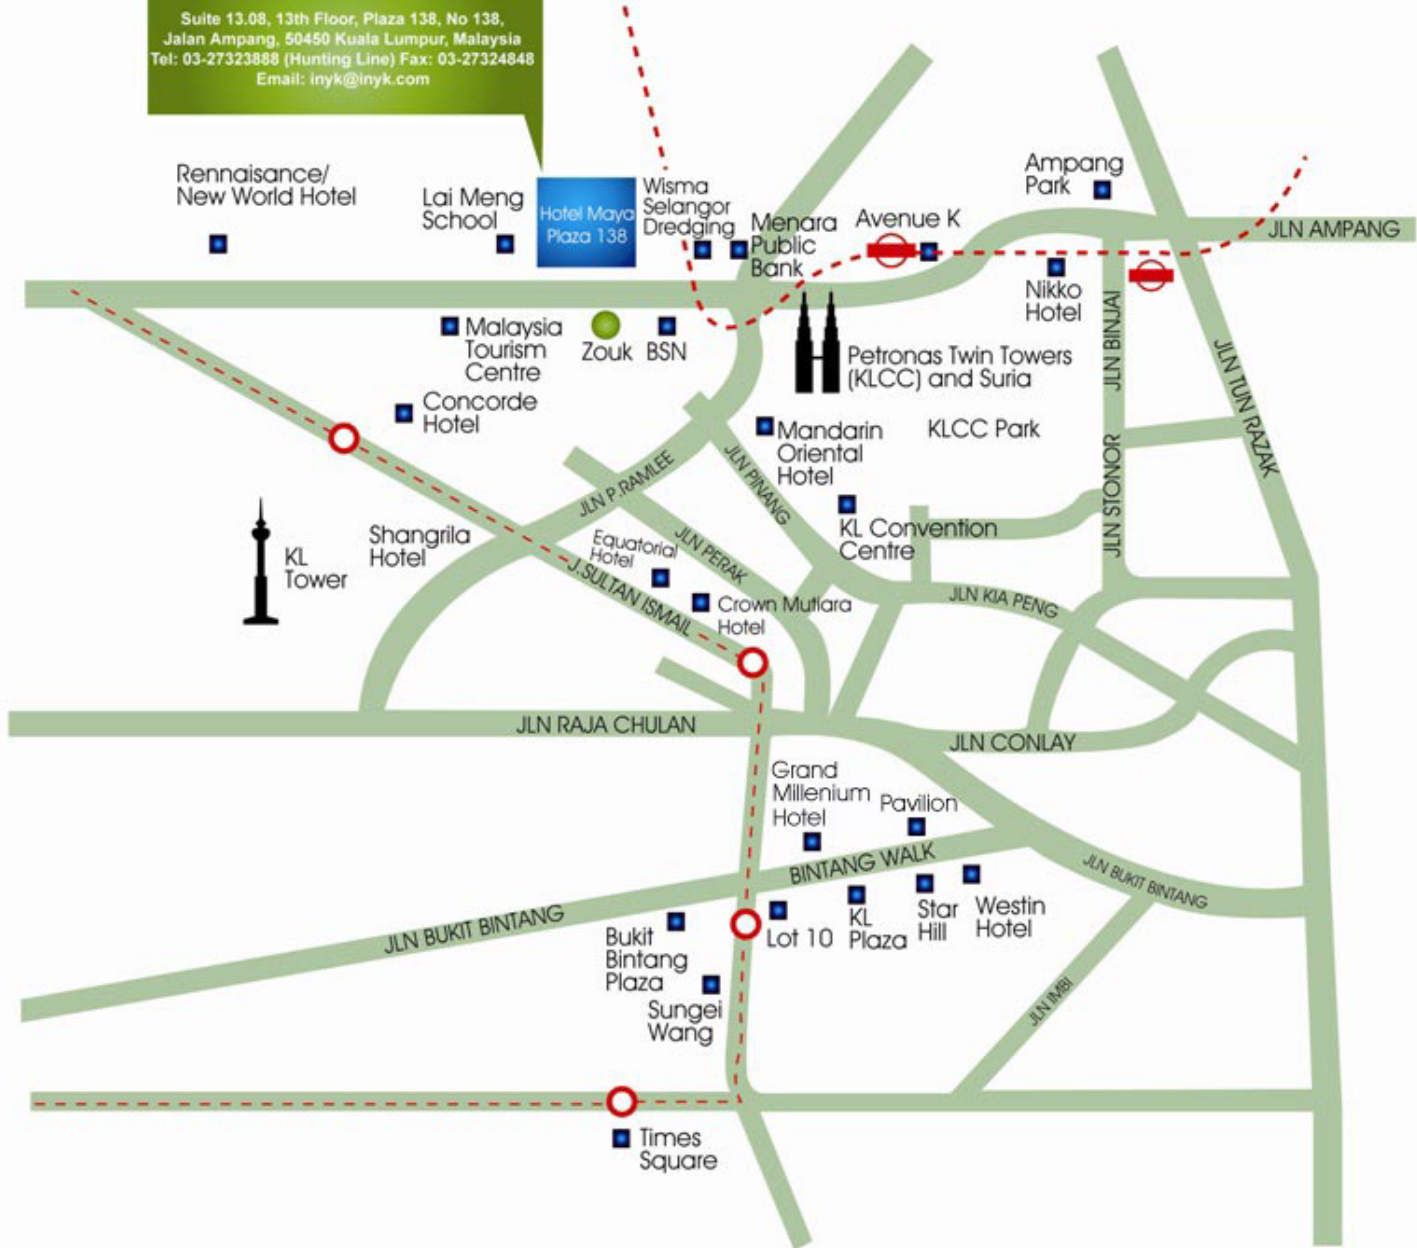 Suite 13.08, 13th Floor, Plaza 138, No 138,
Jalan Ampang, 50450 Kuala Lumpur, Malaysia
Tel: 03-27323888 (Hunting Line) Fax: 03-27324848
Email: inyk@inyk.com
Rennaisance/
New World Hotel
Lai Meng
School
Hotel Maya
Plaza 138
Wisma
Selangor
Dredging
Menara
Public
Bank
Avenue K
Ampang
Park
JLN AMPANG
Nikko
Hotel
JLN BINJAI
JLN TUN RAZAK
Malaysia
Tourism
Centre
Zouk
BSN
Petronas Twin Towers
(KLCC) and Suria
Concorde
Hotel
Mandarin
Oriental
Hotel
KLCC Park
JLN P.RAMLEE
JLN PINANG
JLN STONOR
KL
Tower
Shangrila
Hotel
Equatorial
Hotel
JLN PERAK
KL Convention
Centre
J.SULTAN ISMAIL
Crown Mutiara
Hotel
JLN KIA PENG
JLN RAJA CHULAN
JLN CONLAY
Grand
Millenium
Hotel
Pavilion
BINTANG WALK
JLN BUKIT BINTANG
JLN BUKIT BINTANG
Bukit
Bintang
Plaza
Lot 10
KL
Plaza
Star
Hill
Westin
Hotel
Sungei
Wang
JLN IMBI
Times
Square